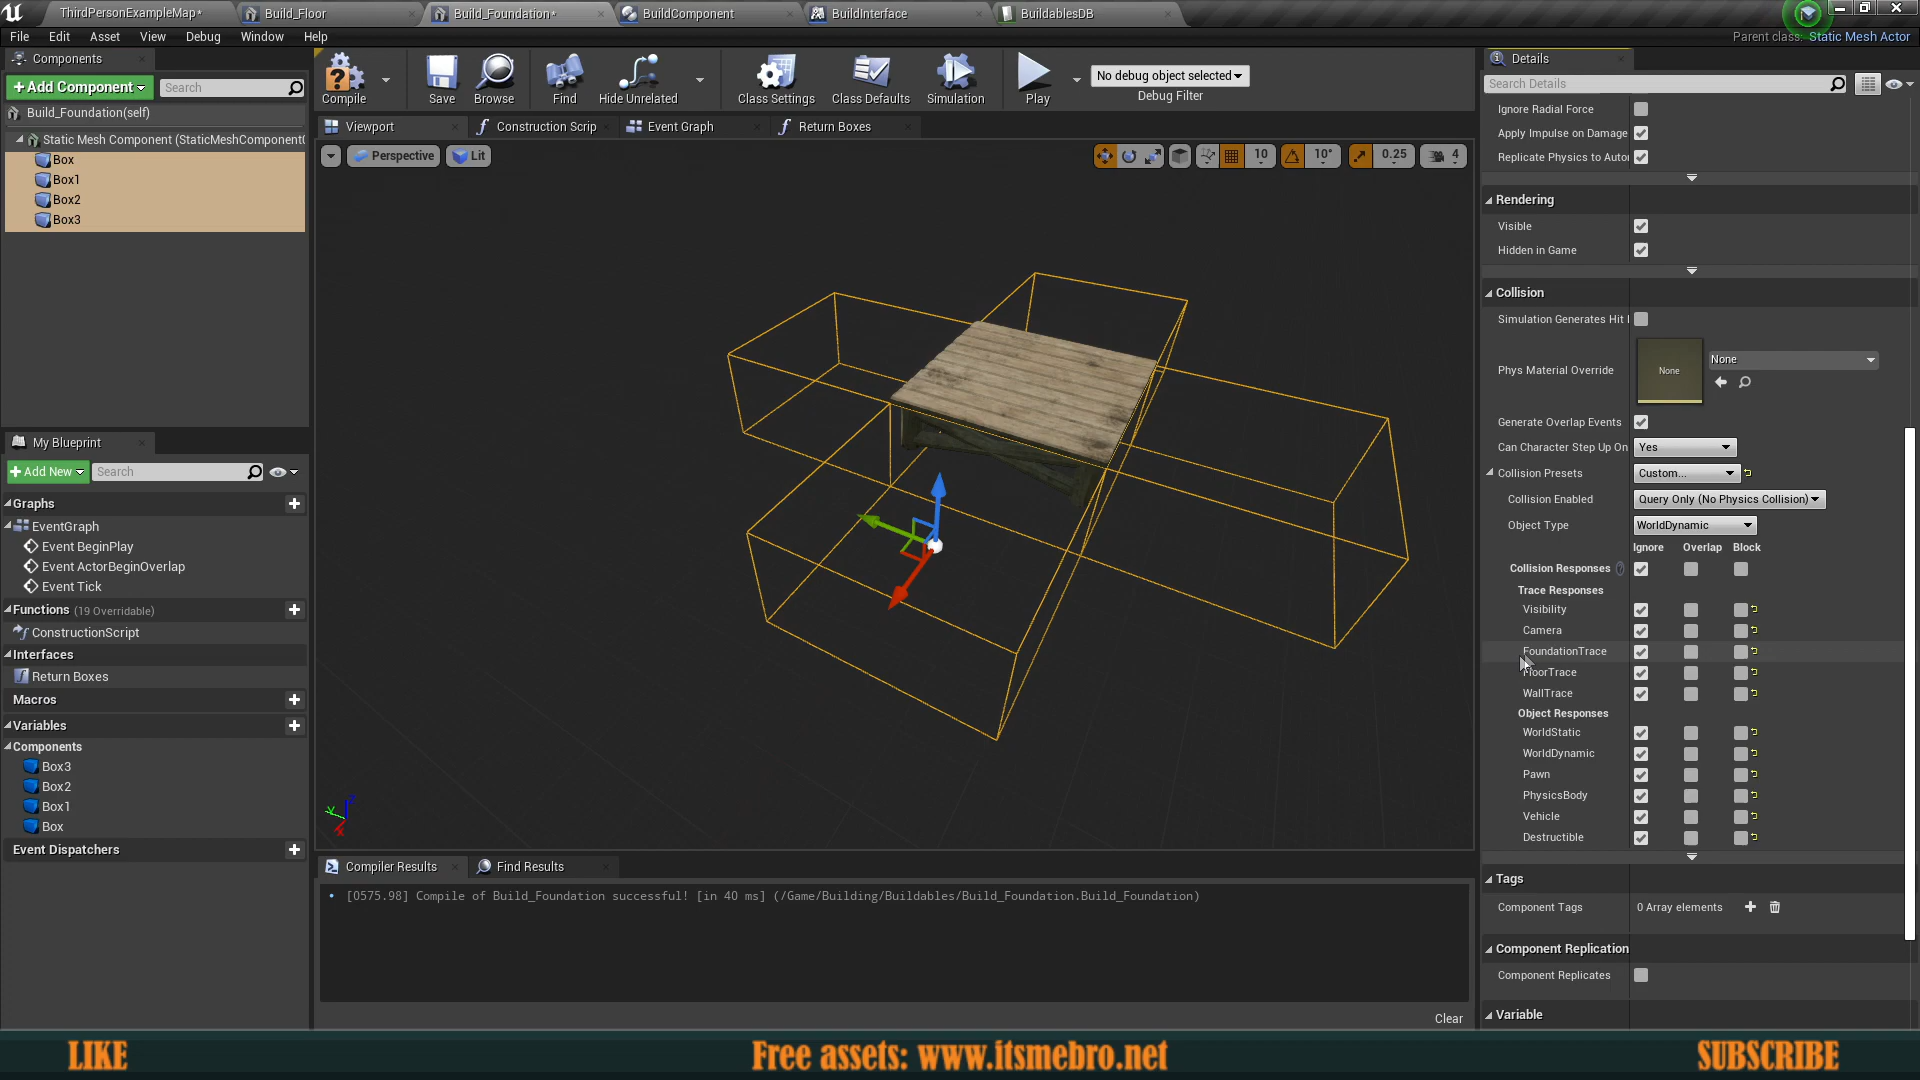 ThirdPersonExampleMap*
Build_Floor
Build_Foundation*
BuildComponent
BuildInterface
BuildablesDB
File Edit Asset View Debug Window Help
Parent class: Static Mesh Actor
Components
+Add Component
Search
Build_Foundation(self)
Static Mesh Component (StaticMeshComponent
Box
Box1
Box2
Box3
Compile
Save
Browse
Find
Hide Unrelated
Class Settings
Class Defaults
Simulation
Play
No debug object selected
Debug Filter
Viewport
Construction Scrip
Event Graph
Return Boxes
Perspective
Lit
10
10°
0.25
4
My Blueprint
+Add New
Search
Graphs
EventGraph
Event BeginPlay
Event ActorBeginOverlap
Event Tick
Functions (19 Overridable)
ConstructionScript
Interfaces
Return Boxes
Macros
Variables
Components
Box3
Box2
Box1
Box
Event Dispatchers
Compiler Results
Find Results
[0575.98] Compile of Build_Foundation successful! [in 40 ms] (/Game/Building/Buildables/Build_Foundation.Build_Foundation)
Clear
Details
Search Details
Ignore Radial Force
Apply Impulse on Damage
Replicate Physics to Auto
Rendering
Visible
Hidden in Game
Collision
Simulation Generates Hit
Phys Material Override
None
None
Generate Overlap Events
Can Character Step Up On
Yes
Collision Presets
Custom...
Collision Enabled
Query Only (No Physics Collision)
Object Type
WorldDynamic
Ignore Overlap Block
Collision Responses
Trace Responses
Visibility
Camera
FoundationTrace
FloorTrace
WallTrace
Object Responses
WorldStatic
WorldDynamic
Pawn
PhysicsBody
Vehicle
Destructible
Tags
Component Tags
0 Array elements
Component Replication
Component Replicates
Variable
LIKE
Free assets: www.itsmebro.net
SUBSCRIBE